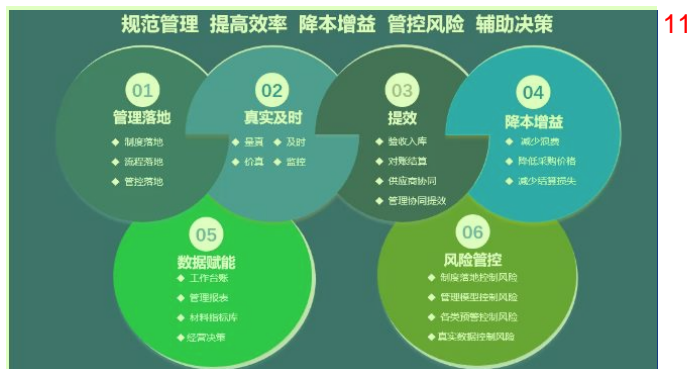 规范管理 提高效率 降本增益 管控风险 辅助决策
11
01
管理落地
◆ 制度落地
◆ 流程落地
◆ 管控落地
02
真实及时
◆ 量真 ◆ 及时
◆ 价真 ◆ 监控
03
提效
◆ 验收入库
◆ 对账结算
◆ 供应商协同
◆ 管理协同提效
04
降本增益
◆ 减少浪费
◆ 降低采购价格
◆ 减少结算损失
05
数据赋能
◆ 工作台账
◆ 管理报表
◆ 材料指标库
◆ 经营决策
06
风险管控
◆ 制度落地控制风险
◆ 管理模型控制风险
◆ 各类预警控制风险
◆ 真实数据控制风险